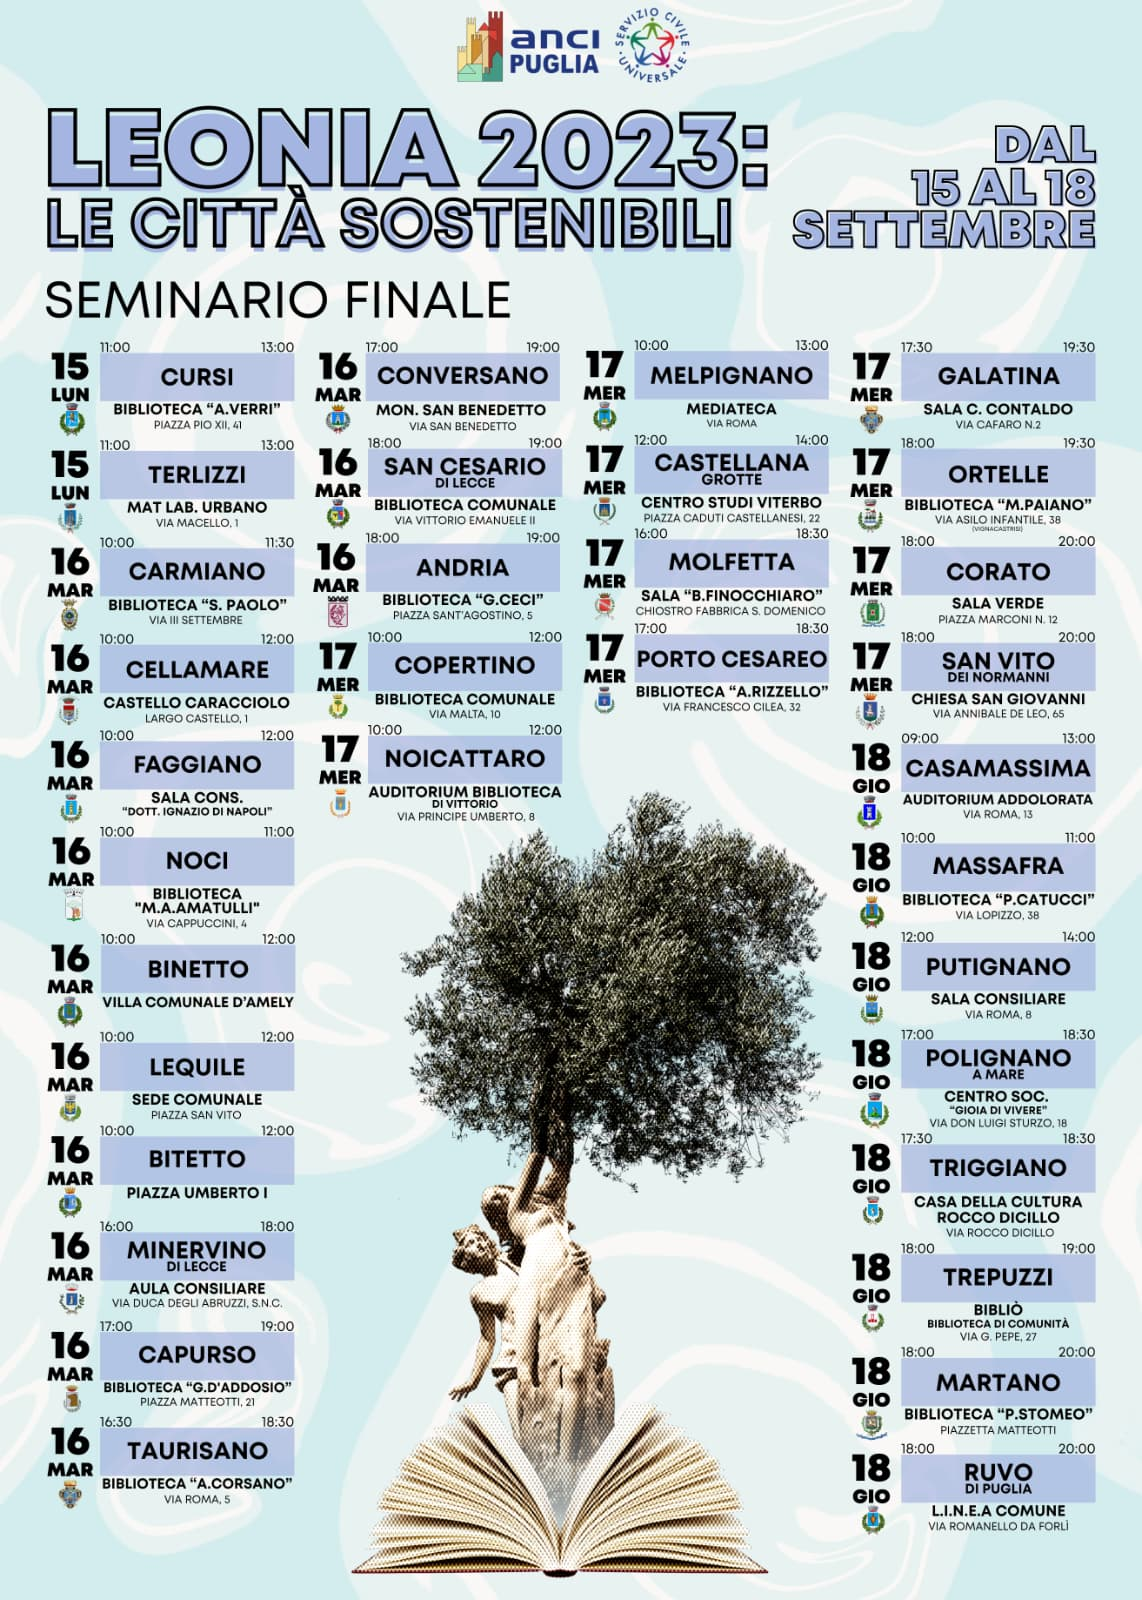 anci
PUGLIA
SERVIZIO CIVILE
UNIVERSALE
LEONIA 2023:
LE CITTÀ SOSTENIBILI
DAL
15 AL 18
SETTEMBRE
SEMINARIO FINALE
15
LUN
11:00 13:00
CURSI
BIBLIOTECA “A.VERRI”
PIAZZA PIO XII, 41
15
LUN
11:00 13:00
TERLIZZI
MAT LAB. URBANO
VIA MACELLO, 1
16
MAR
10:00 11:30
CARMIANO
BIBLIOTECA “S. PAOLO”
VIA III SETTEMBRE
16
MAR
10:00 12:00
CELLAMARE
CASTELLO CARACCIOLO
LARGO CASTELLO, 1
16
MAR
10:00 12:00
FAGGIANO
SALA CONS.
“DOTT. IGNAZIO DI NAPOLI”
16
MAR
10:00 11:00
NOCI
BIBLIOTECA
"M.A.AMATULLI"
VIA CAPPUCCINI, 4
16
MAR
10:00 12:00
BINETTO
VILLA COMUNALE D’AMELY
16
MAR
10:00 12:00
LEQUILE
SEDE COMUNALE
PIAZZA SAN VITO
16
MAR
10:00 12:00
BITETTO
PIAZZA UMBERTO I
16
MAR
16:00 18:00
MINERVINO
DI LECCE
AULA CONSILIARE
VIA DUCA DEGLI ABRUZZI, S.N.C.
16
MAR
17:00 19:00
CAPURSO
BIBLIOTECA “G.D’ADDOSIO”
PIAZZA MATTEOTTI, 21
16
MAR
16:30 18:30
TAURISANO
BIBLIOTECA “A.CORSANO”
VIA ROMA, 5
16
MAR
17:00 19:00
CONVERSANO
MON. SAN BENEDETTO
VIA SAN BENEDETTO
16
MAR
18:00 19:00
SAN CESARIO
DI LECCE
BIBLIOTECA COMUNALE
VIA VITTORIO EMANUELE II
16
MAR
18:00 19:00
ANDRIA
BIBLIOTECA “G.CECI”
PIAZZA SANT’AGOSTINO, 5
17
MER
10:00 12:00
COPERTINO
BIBLIOTECA COMUNALE
VIA MALTA, 10
17
MER
10:00 12:00
NOICATTARO
AUDITORIUM BIBLIOTECA
DI VITTORIO
VIA PRINCIPE UMBERTO, 8
17
MER
10:00 13:00
MELPIGNANO
MEDIATECA
VIA ROMA
17
MER
12:00 14:00
CASTELLANA
GROTTE
CENTRO STUDI VITERBO
PIAZZA CADUTI CASTELLANESI, 22
17
MER
16:00 18:30
MOLFETTA
SALA “B.FINOCCHIARO”
CHIOSTRO FABBRICA S. DOMENICO
17
MER
17:00 18:30
PORTO CESAREO
BIBLIOTECA “A.RIZZELLO”
VIA FRANCESCO CILEA, 32
17
MER
17:30 19:30
GALATINA
SALA C. CONTALDO
VIA CAFARO N.2
17
MER
18:00 19:30
ORTELLE
BIBLIOTECA “M.PAIANO”
VIA ASILO INFANTILE, 38
(VIGNACASTRISI)
17
MER
18:00 20:00
CORATO
SALA VERDE
PIAZZA MARCONI N. 12
17
MER
18:00 20:00
SAN VITO
DEI NORMANNI
CHIESA SAN GIOVANNI
VIA ANNIBALE DE LEO, 65
18
GIO
09:00 13:00
CASAMASSIMA
AUDITORIUM ADDOLORATA
VIA ROMA, 13
18
GIO
10:00 11:00
MASSAFRA
BIBLIOTECA “P.CATUCCI”
VIA LOPIZZO, 38
18
GIO
12:00 14:00
PUTIGNANO
SALA CONSILIARE
VIA ROMA, 8
18
GIO
17:00 18:30
POLIGNANO
A MARE
CENTRO SOC.
“GIOIA DI VIVERE”
VIA DON LUIGI STURZO, 18
18
GIO
17:30 18:30
TRIGGIANO
CASA DELLA CULTURA
ROCCO DICILLO
VIA ROCCO DICILLO
18
GIO
18:00 19:00
TREPUZZI
BIBLIÒ
BIBLIOTECA DI COMUNITÀ
VIA G. PEPE, 27
18
GIO
18:00 20:00
MARTANO
BIBLIOTECA “P.STOMEO”
PIAZZETTA MATTEOTTI
18
GIO
18:00 20:00
RUVO
DI PUGLIA
L.I.N.E.A COMUNE
VIA ROMANELLO DA FORLÌ